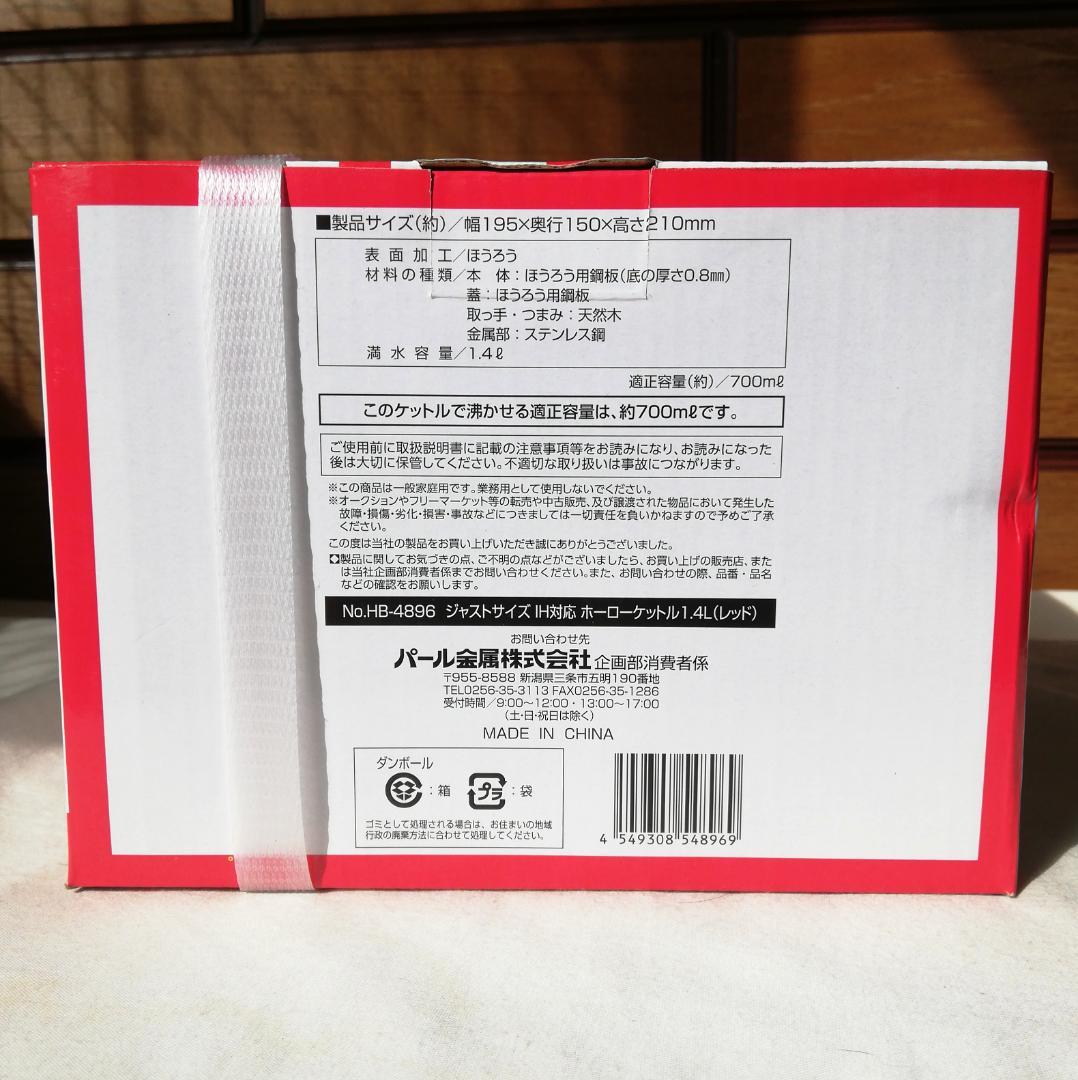 ■製品サイズ(約)/幅195×奥行150×高さ210mm
表面加工/ほうろう
材料の種類/本 体:ほうろう用鋼板(底の厚さ0.8㎜)
蓋:ほうろう用鋼板
取っ手・つまみ:天然木
金属部:ステンレス鋼
満水容量/1.4ℓ
適正容量(約)/700mℓ
このケットルで沸かせる適正容量は、約700mℓです。
ご使用前に取扱説明書に記載の注意事項等をお読みになり、お読みになった
後は大切に保管してください。不適切な取り扱いは事故につながります。
※この商品は一般家庭用です。業務用として使用しないでください。
※オークションやフリーマーケット等の転売や中古販売、及び譲渡された物品において発生した
故障・損傷・劣化・損害・事故などにつきましては一切責任を負いかねますので予めご了承
ください。
この度は当社の製品をお買い上げいただき誠にありがとうございました。
✤製品に関してお気づきの点、ご不明の点などがございましたら、お買い上げの販売店、また
は当社企画部消費者係までお問い合わせください。また、お問い合わせの際、品番・品名
などの確認をお願いします。
No.HB-4896 ジャストサイズ IH対応 ホーローケットル1.4L(レッド)
お問い合わせ先
パール金属株式会社 企画部消費者係
〒955-8588 新潟県三条市五明190番地
TEL0256-35-3113 FAX0256-35-1286
受付時間/9:00〜12:00・13:00〜17:00
(土・日・祝日は除く)
MADE IN CHINA
ダンボール
:箱 プラ :袋
ゴミとして処理される場合は、お住まいの地域
行政の廃棄方法に合わせて処理してください。
4 549308 548969